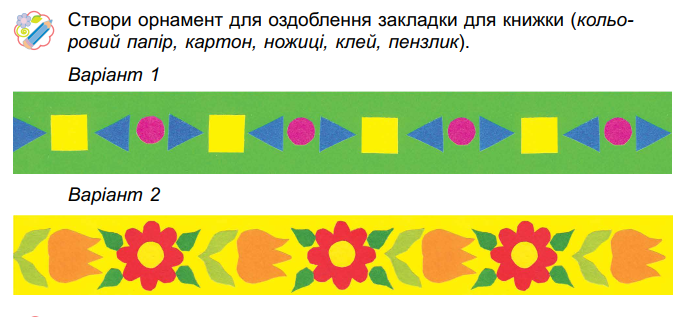 Створи орнамент для оздоблення закладки для книжки (кольо-
ровий папір, картон, ножиці, клей, пензлик).
Варіант 1
Варіант 2